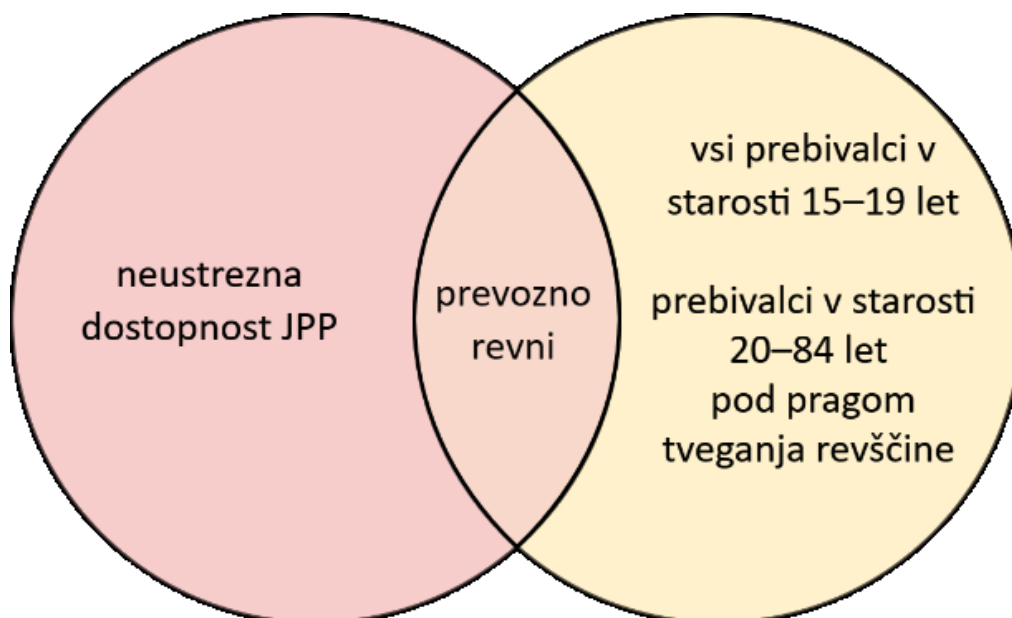 neustrezna
dostopnost JPP
prevozno
revni
vsi prebivalci v
starosti 15–19 let
prebivalci v starosti
20–84 let
pod pragom
tveganja revščine